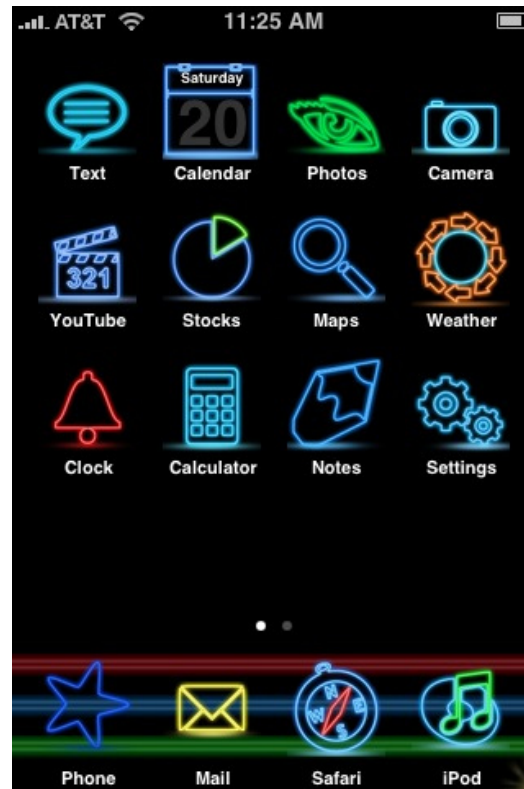 AT&T 11:25 AM
Saturday
20
Text Calendar Photos Camera
321
YouTube Stocks Maps Weather
Clock Calculator Notes Settings
N
W E
S
Phone Mail Safari iPod